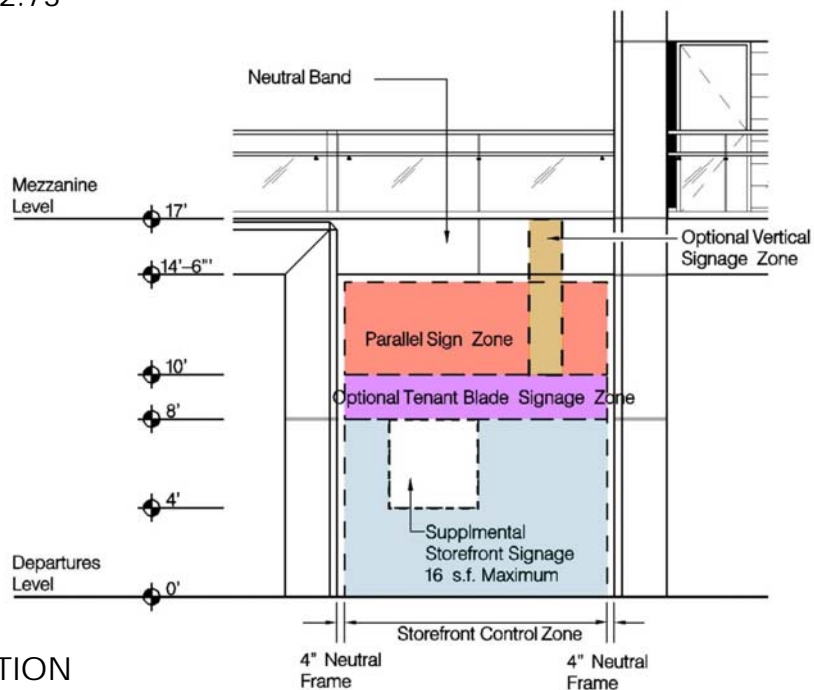 2.75
Neutral Band
Mezzanine
Level
17'
Optional Vertical
Signage Zone
14'-6"'
Parallel Sign Zone
10'
Optional Tenant Blade Signage Zone
8'
4'
Supplmental
Storefront Signage
16 s.f. Maximum
Departures
Level
0'
Storefront Control Zone
4" Neutral
Frame
4" Neutral
Frame
TION